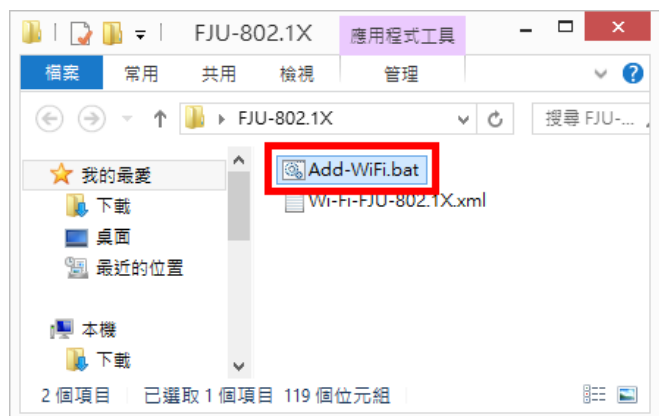 FJU-802.1X
應用程式工具
檔案 常用 共用 檢視 管理
FJU-802.1X
搜尋 FJU-...
我的最愛
下載
桌面
最近的位置
本機
下載
Add-WiFi.bat
Wi-Fi-FJU-802.1X.xml
2 個項目 已選取 1 個項目 119 個位元組